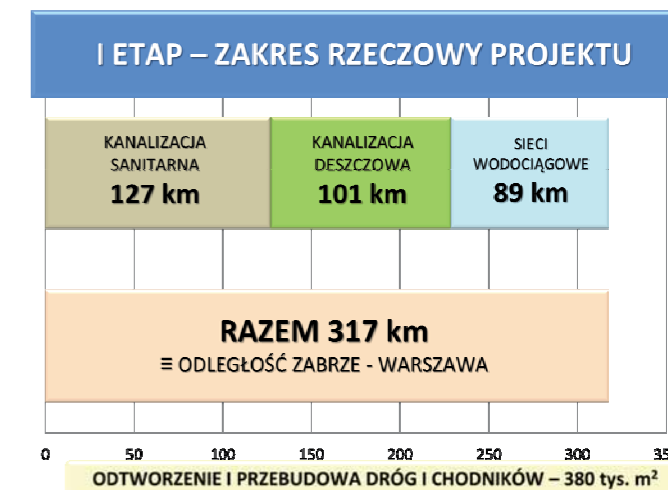 I ETAP – ZAKRES RZECZOWY PROJEKTU
KANALIZACJA
SANITARNA
127 km
KANALIZACJA
DESZCZOWA
101 km
SIECI
WODOCIĄGOWE
89 km
RAZEM 317 km
≡ ODLEGŁOŚĆ ZABRZE - WARSZAWA
0 50 100 150 200 250 300
ODTWORZENIE I PRZEBUDOWA DRÓG I CHODNIKÓW – 380 tys. m²